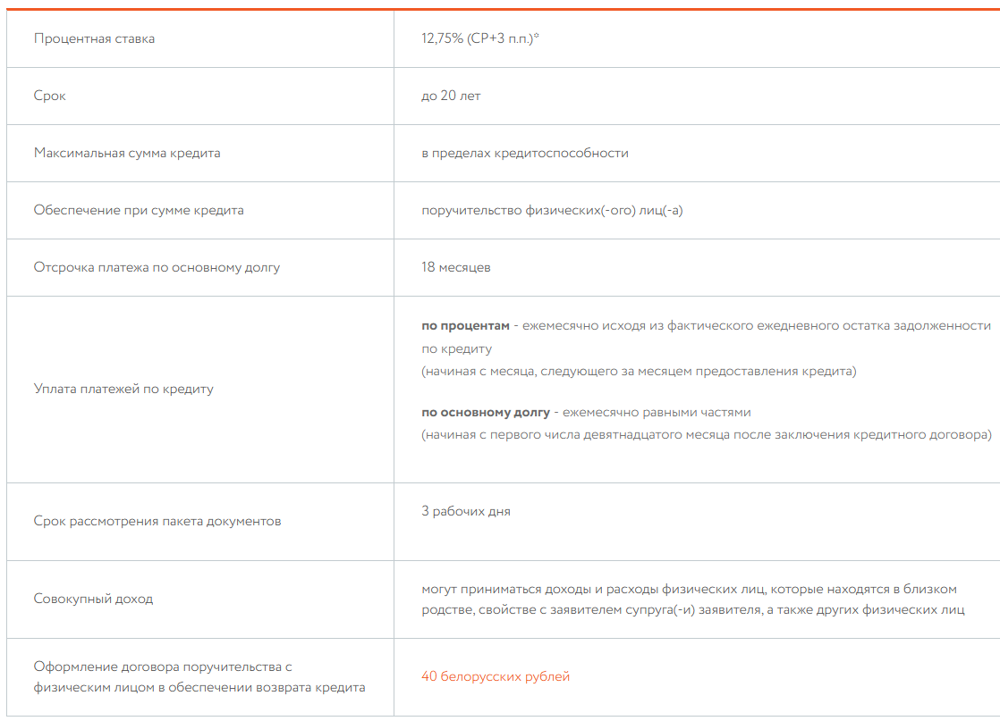 Процентная ставка
12,75% (СР+3 п.п.)*
Срок
до 20 лет
Максимальная сумма кредита
в пределах кредитоспособности
Обеспечение при сумме кредита
поручительство физических(-ого) лиц(-а)
Отсрочка платежа по основному долгу
18 месяцев
Уплата платежей по кредиту
по процентам - ежемесячно исходя из фактического ежедневного остатка задолженности
по кредиту
(начиная с месяца, следующего за месяцем предоставления кредита)
по основному долгу - ежемесячно равными частями
(начиная с первого числа девятнадцатого месяца после заключения кредитного договора)
Срок рассмотрения пакета документов
3 рабочих дня
Совокупный доход
могут приниматься доходы и расходы физических лиц, которые находятся в близком
родстве, свойстве с заявителем супруга(-и) заявителя, а также других физических лиц
Оформление договора поручительства с
физическим лицом в обеспечении возврата кредита
40 белорусских рублей